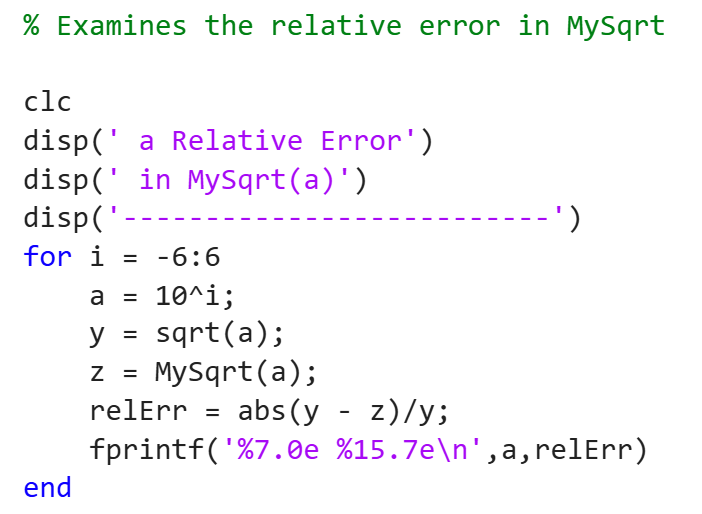 % Examines the relative error in MySqrt
clc
disp(' a Relative Error')
disp(' in MySqrt(a)')
disp('--------------------------')
for i = -6:6
    a = 10^i;
    y = sqrt(a);
    z = MySqrt(a);
    relErr = abs(y - z)/y;
    fprintf('%7.0e %15.7e\n',a,relErr)
end